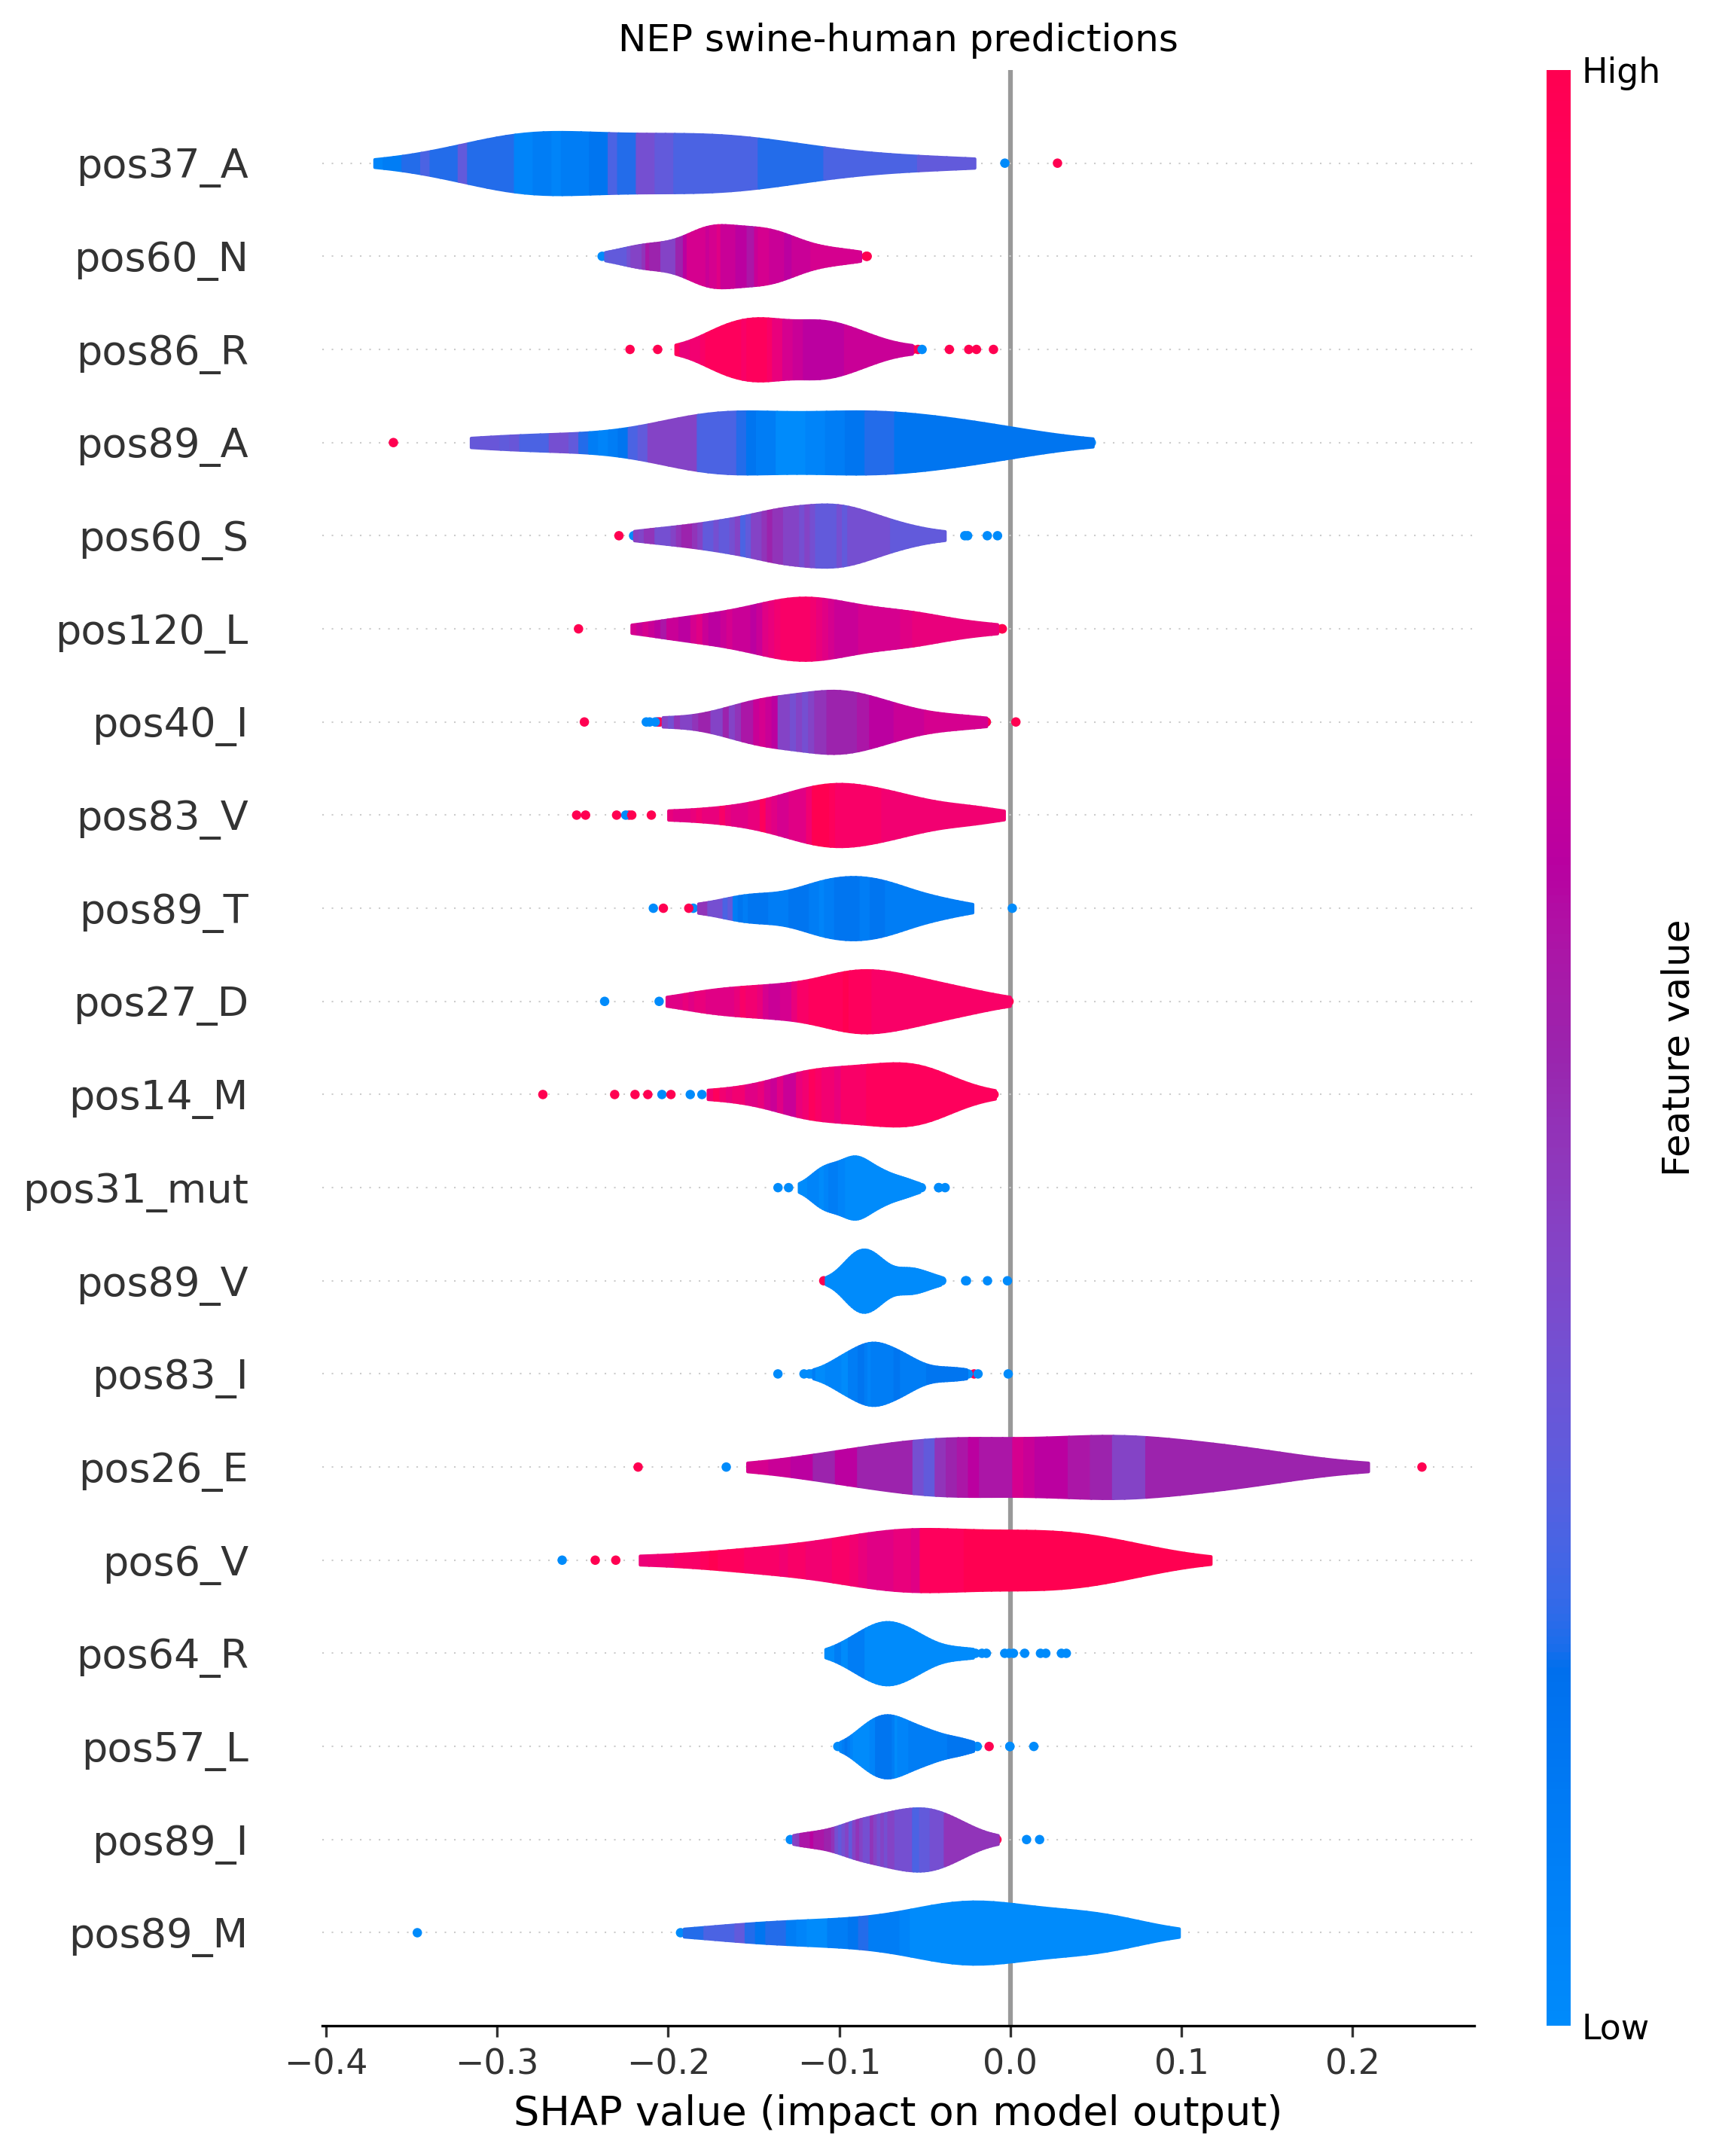 NEP swine-human predictions
High
pos37_A
pos60_N
pos86_R
pos89_A
pos60_S
pos120_L
pos40_I
pos83_V
pos89_T
pos27_D
pos14_M
pos31_mut
pos89_V
pos83_I
pos26_E
pos6_V
pos64_R
pos57_L
pos89_I
pos89_M
Feature value
Low
−0.4 −0.3 −0.2 −0.1 0.0 0.1 0.2
SHAP value (impact on model output)